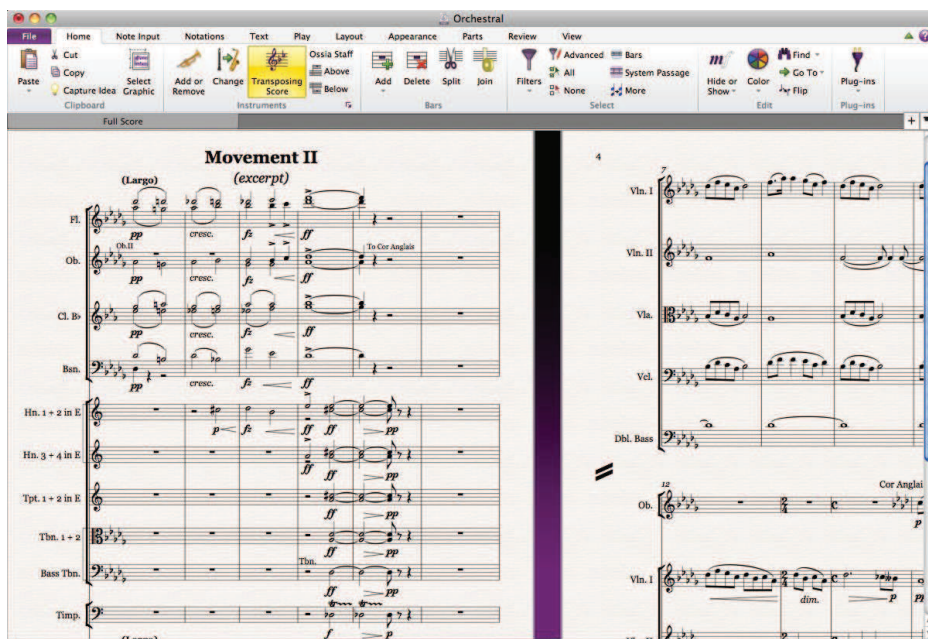 Orchestral
File Home Note Input Notations Text Play Layout Appearance Parts Review View
Paste
Cut
Copy
Capture Idea
Select Graphic
Clipboard
Add or Remove
Change
Transposing Score
Ossia Staff
Above
Below
Instruments
Add
Delete
Split
Join
Bars
Filters
Advanced
All
None
Bars
System Passage
More
Select
Hide or Show
Color
Find
Go To
Flip
Edit
Plug-ins
Plug-ins
Full Score
Movement II
(Largo) (excerpt)
Fl.
pp cresc. fz ff
Ob.II To Cor Anglais
Ob.
pp cresc. fz ff
Cl. B♭
pp cresc. fz ff
Bsn.
pp cresc. fz ff
Hn. 1 + 2 in E
p fz ff ff pp
Hn. 3 + 4 in E
ff ff pp
Tpt. 1 + 2 in E
ff pp
Tbn. 1 + 2
ff pp
Tbn.
Bass Tbn.
ff pp
Timp.
f p
(Largo)
4
7
Vln. I
Vln. II
Vla.
Vcl.
Dbl. Bass
12
Cor Anglai
Ob.
p
Vln. I
dim. p pp
Vln. II